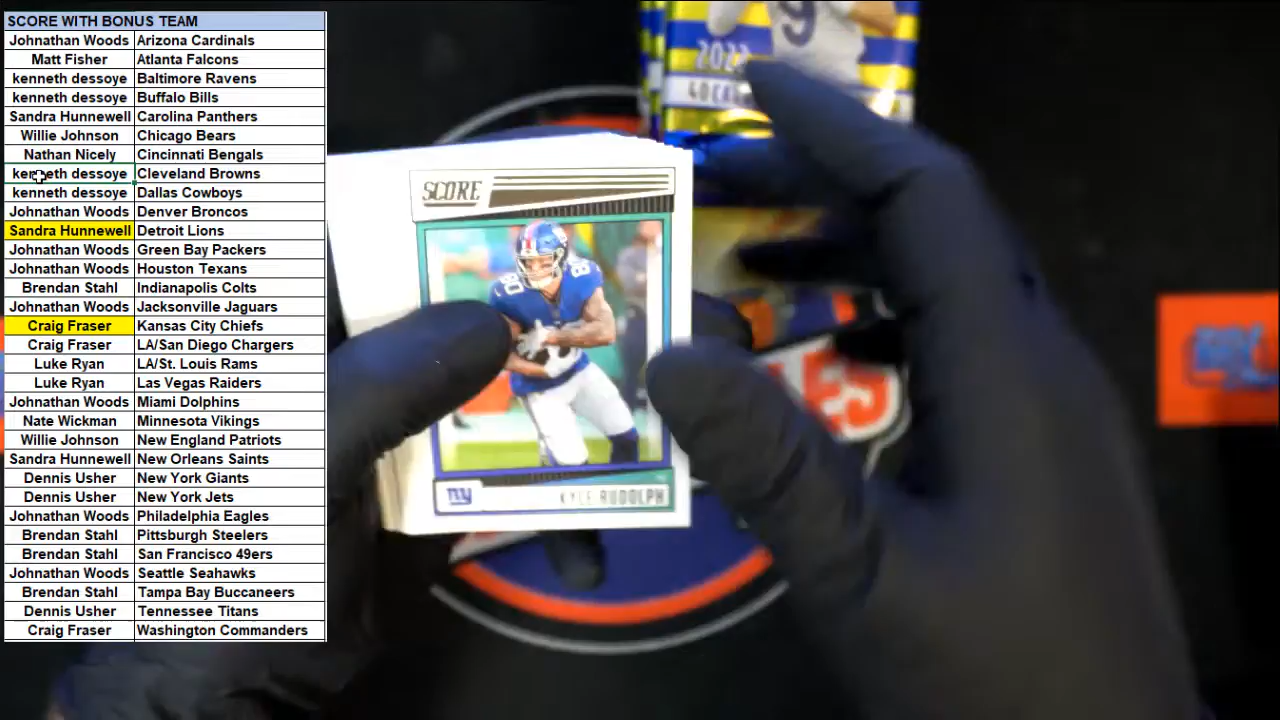 SCORE WITH BONUS TEAM
Johnathan Woods Arizona Cardinals
Matt Fisher Atlanta Falcons
kenneth dessoye Baltimore Ravens
kenneth dessoye Buffalo Bills
Sandra Hunnewell Carolina Panthers
Willie Johnson Chicago Bears
Nathan Nicely Cincinnati Bengals
kenneth dessoye Cleveland Browns
kenneth dessoye Dallas Cowboys
Johnathan Woods Denver Broncos
Sandra Hunnewell Detroit Lions
Johnathan Woods Green Bay Packers
Johnathan Woods Houston Texans
Brendan Stahl Indianapolis Colts
Johnathan Woods Jacksonville Jaguars
Craig Fraser Kansas City Chiefs
Craig Fraser LA/San Diego Chargers
Luke Ryan LA/St. Louis Rams
Luke Ryan Las Vegas Raiders
Johnathan Woods Miami Dolphins
Nate Wickman Minnesota Vikings
Willie Johnson New England Patriots
Sandra Hunnewell New Orleans Saints
Dennis Usher New York Giants
Dennis Usher New York Jets
Johnathan Woods Philadelphia Eagles
Brendan Stahl Pittsburgh Steelers
Brendan Stahl San Francisco 49ers
Johnathan Woods Seattle Seahawks
Brendan Stahl Tampa Bay Buccaneers
Dennis Usher Tennessee Titans
Craig Fraser Washington Commanders
9
2022
SCORE
80 80
ny KYLE RUDOLPH